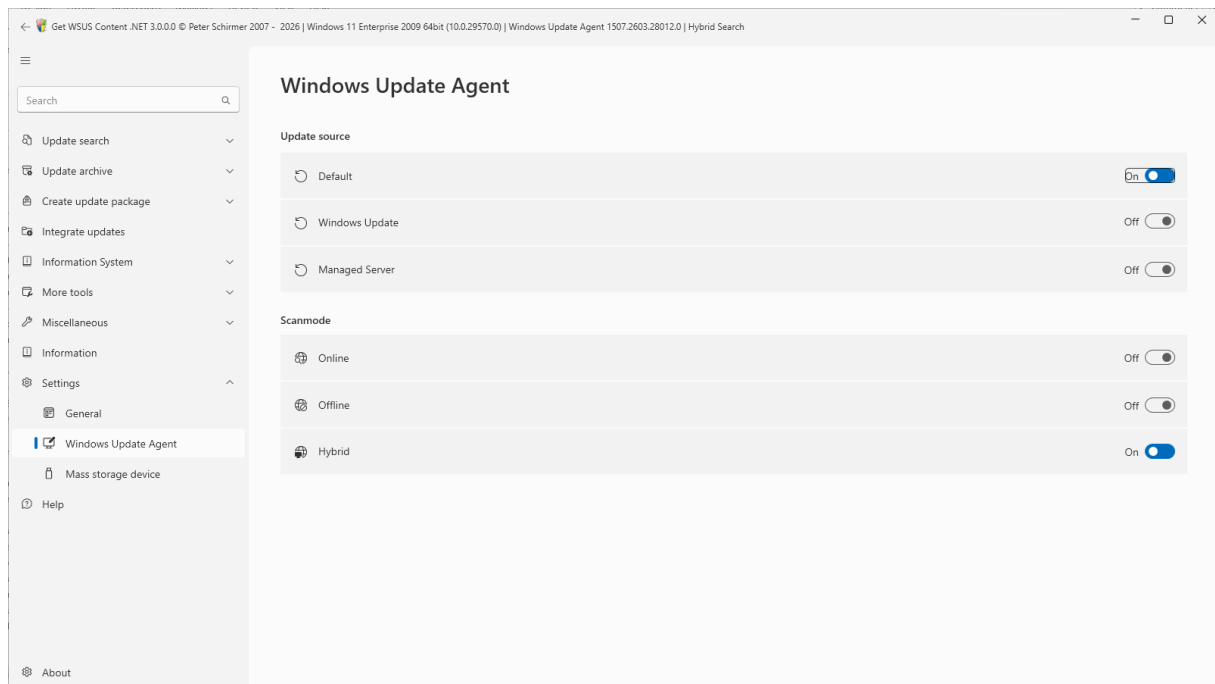 Get WSUS Content .NET 3.0.0.0 © Peter Schirmer 2007 - 2026 | Windows 11 Enterprise 2009 64bit (10.0.29570.0) | Windows Update Agent 1507.2603.28012.0 | Hybrid Search
Search
Update search
Update archive
Create update package
Integrate updates
Information System
More tools
Miscellaneous
Information
Settings
General
Windows Update Agent
Mass storage device
Help
About
Windows Update Agent
Update source
Default On
Windows Update Off
Managed Server Off
Scanmode
Online Off
Offline Off
Hybrid On